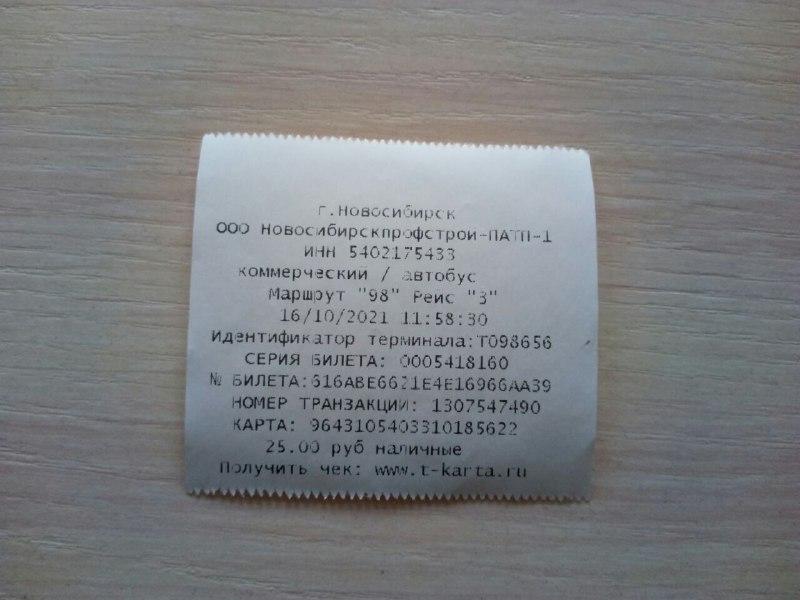 г.Новосибирск
ООО Новосибирскпрофстрой-ПАТП-1
ИНН 5402175433
коммерческий / автобус
Маршрут "98" Рейс "3"
16/10/2021 11:58:30
Идентификатор терминала:T098656
СЕРИЯ БИЛЕТА: 0005418160
№ БИЛЕТА:616ABE6621E4E16966AA39
НОМЕР ТРАНЗАКЦИИ: 1307547490
КАРТА: 9643105403310185622
25.00 руб наличные
Получить чек: www.t-karta.ru